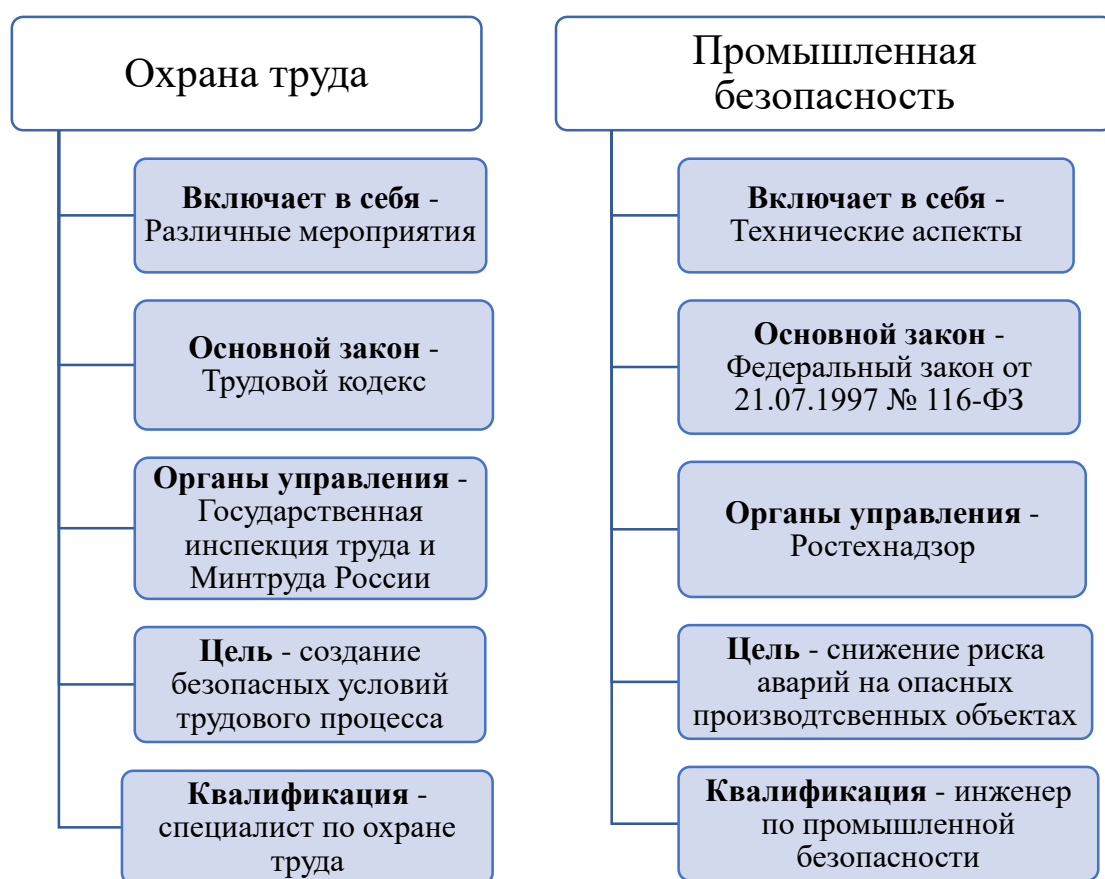 Охрана труда
Включает в себя -
Различные мероприятия
Основной закон -
Трудовой кодекс
Органы управления -
Государственная
инспекция труда и
Минтруда России
Цель - создание
безопасных условий
трудового процесса
Квалификация -
специалист по охране
труда
Промышленная
безопасность
Включает в себя -
Технические аспекты
Основной закон -
Федеральный закон от
21.07.1997 № 116-ФЗ
Органы управления -
Ростехнадзор
Цель - снижение риска
аварий на опасных
производтсвенных объектах
Квалификация - инженер
по промышленной
безопасности